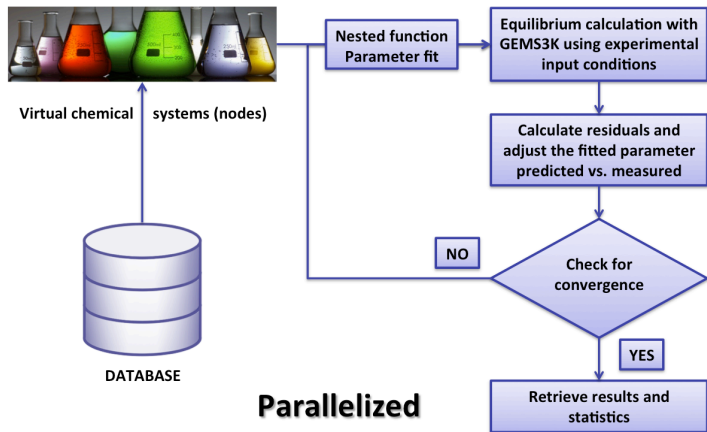 Nested function
Parameter fit
Equilibrium calculation with
GEMS3K using experimental
input conditions
Virtual chemical systems (nodes)
Calculate residuals and
adjust the fitted parameter
predicted vs. measured
NO
Check for
convergence
YES
DATABASE
Parallelized
Retrieve results and
statistics